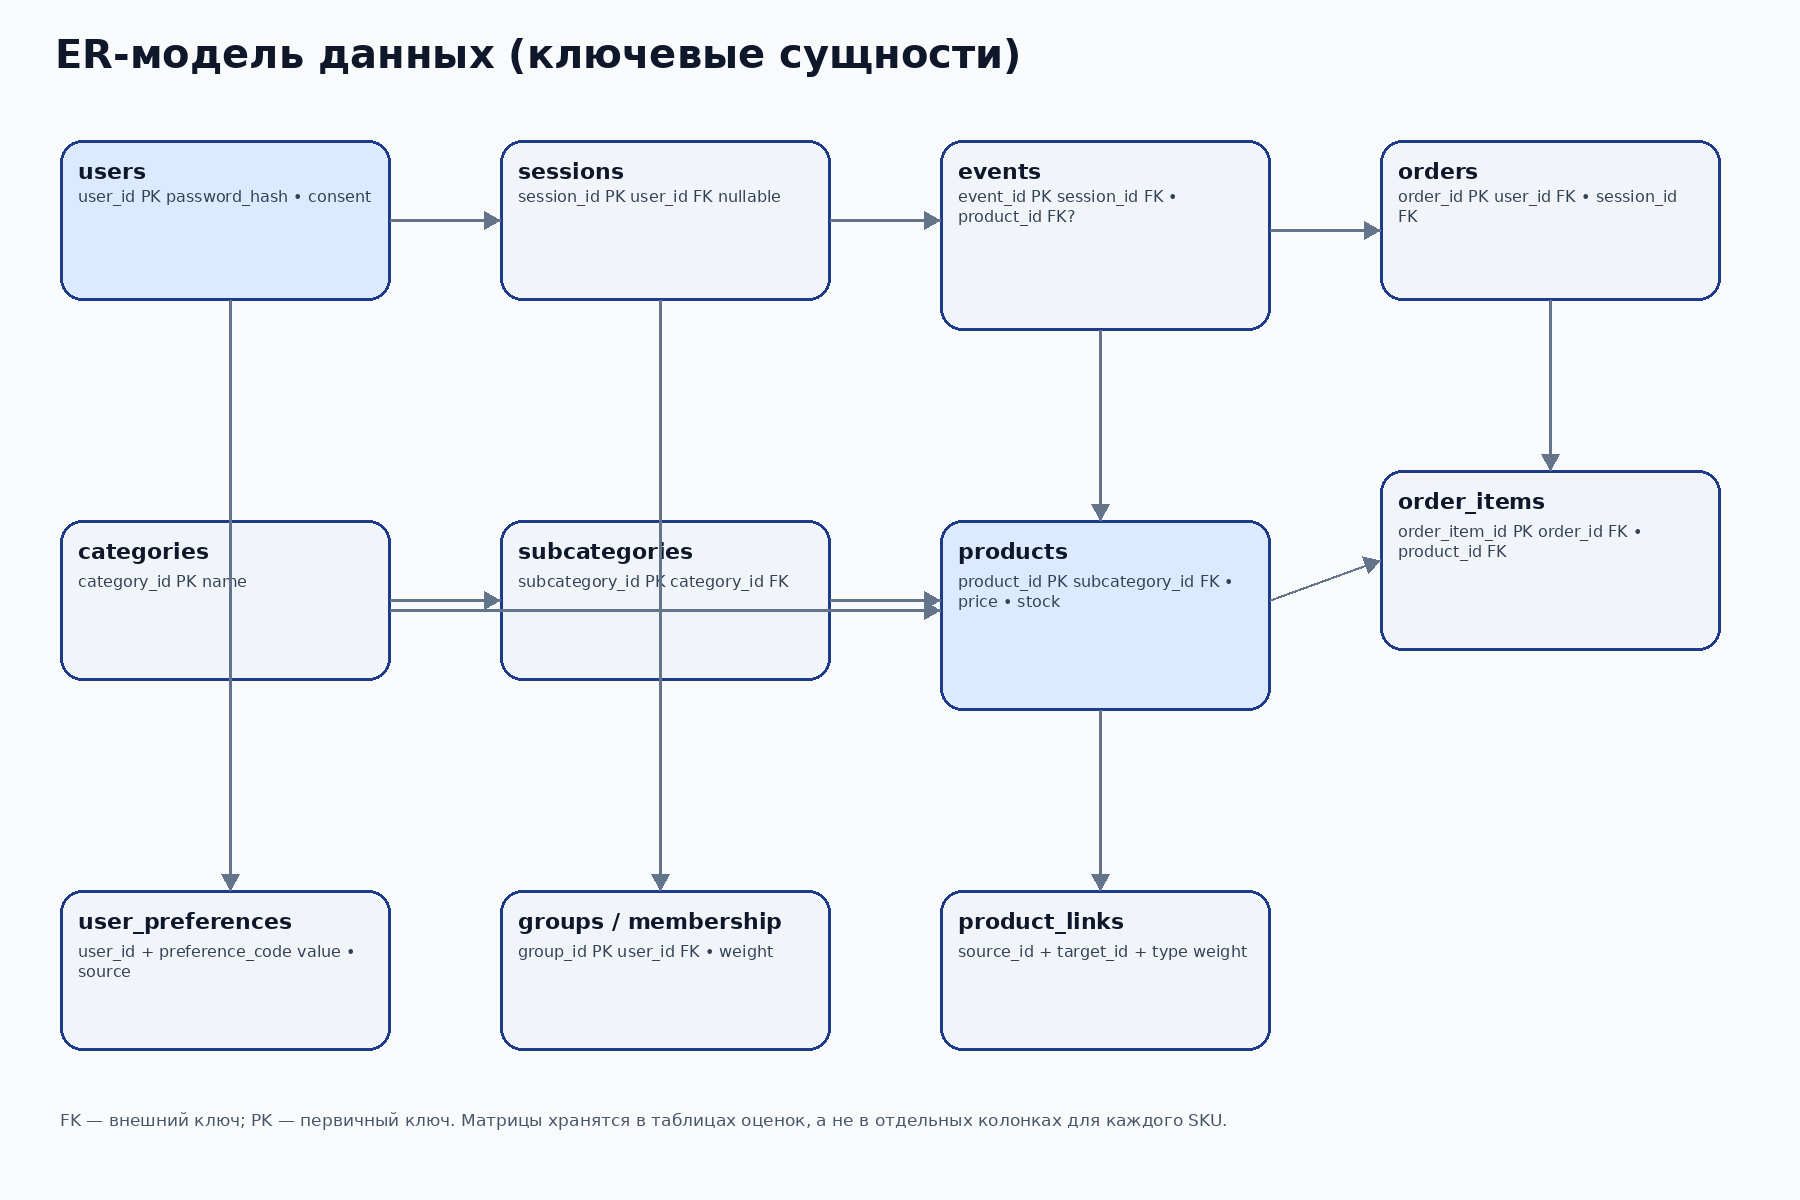 ER-модель данных (ключевые сущности)
users
user_id PK password_hash • consent
sessions
session_id PK user_id FK nullable
events
event_id PK session_id FK •
product_id FK?
orders
order_id PK user_id FK • session_id
FK
categories
category_id PK name
subcategories
subcategory_id PK category_id FK
products
product_id PK subcategory_id FK •
price • stock
order_items
order_item_id PK order_id FK •
product_id FK
user_preferences
user_id + preference_code value •
source
groups / membership
group_id PK user_id FK • weight
product_links
source_id + target_id + type weight
FK — внешний ключ; PK — первичный ключ. Матрицы хранятся в таблицах оценок, а не в отдельных колонках для каждого SKU.